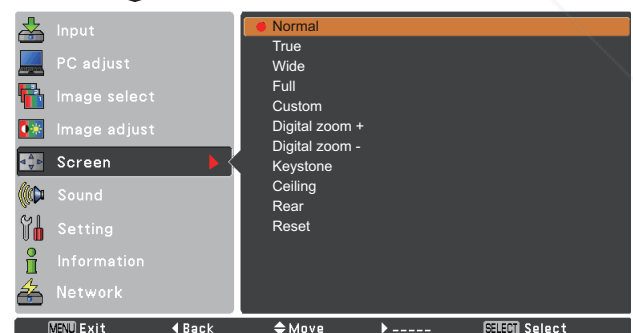 Input
PC adjust
Image select
Image adjust
Screen
Sound
Setting
Information
Network
Normal
True
Wide
Full
Custom
Digital zoom +
Digital zoom -
Keystone
Ceiling
Rear
Reset
MENU Exit ◀Back ◆Move ▶----- SELECT Select